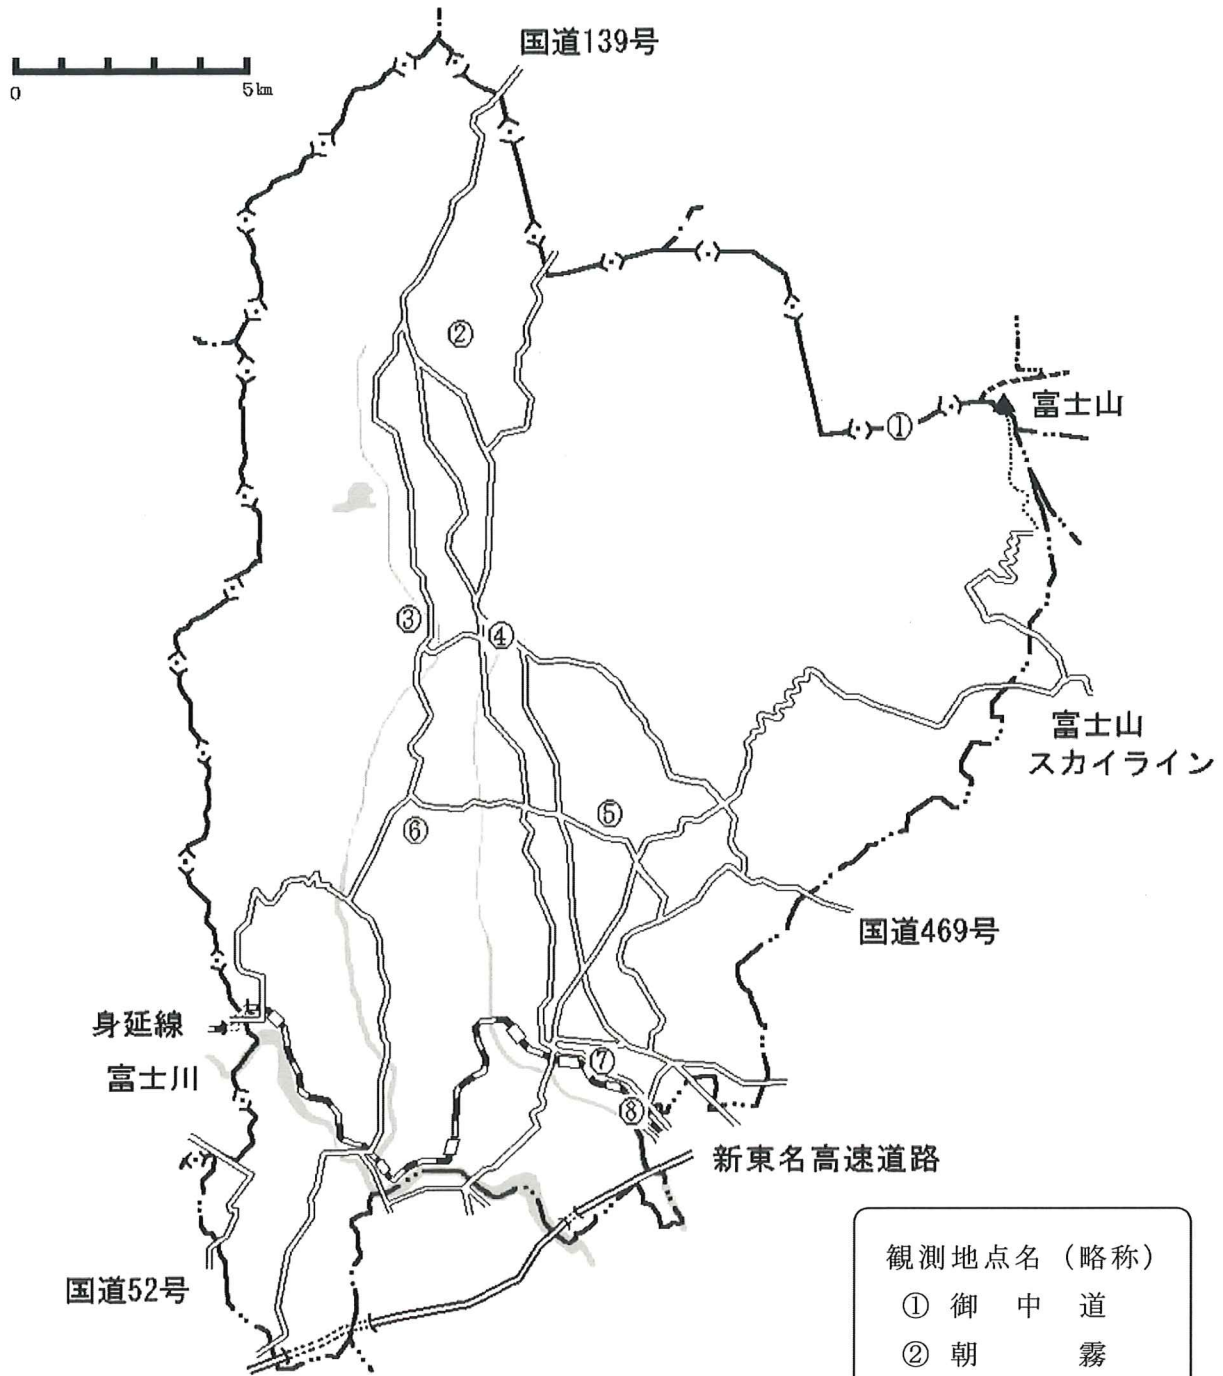 国道139号
0 5km
②
富士山
①
③
④
富士山
スカイライン
⑤
⑥
国道469号
身延線
富士川
⑦
⑧
新東名高速道路
国道52号
観測地点名（略称）
① 御中道
② 朝霧